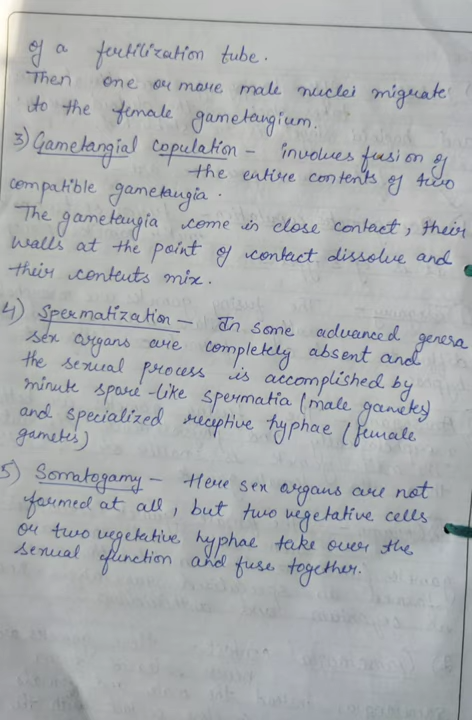 of a fertilization tube.
Then one or more male nuclei migrate
to the female gametangium.
3) Gametangial Copulation – involves fusion of
the entire contents of two
compatible gametangia.
The gametangia come in close contact, their
walls at the point of contact dissolve and
their contents mix.
4) Spermatization – In some advanced genera
sex organs are completely absent and
the sexual process is accomplished by
minute spore-like spermatia (male gametes)
and specialized receptive hyphae (female
gametes)
5) Somatogamy – Here sex organs are not
formed at all, but two vegetative cells
or two vegetative hyphae take over the
sexual function and fuse together.